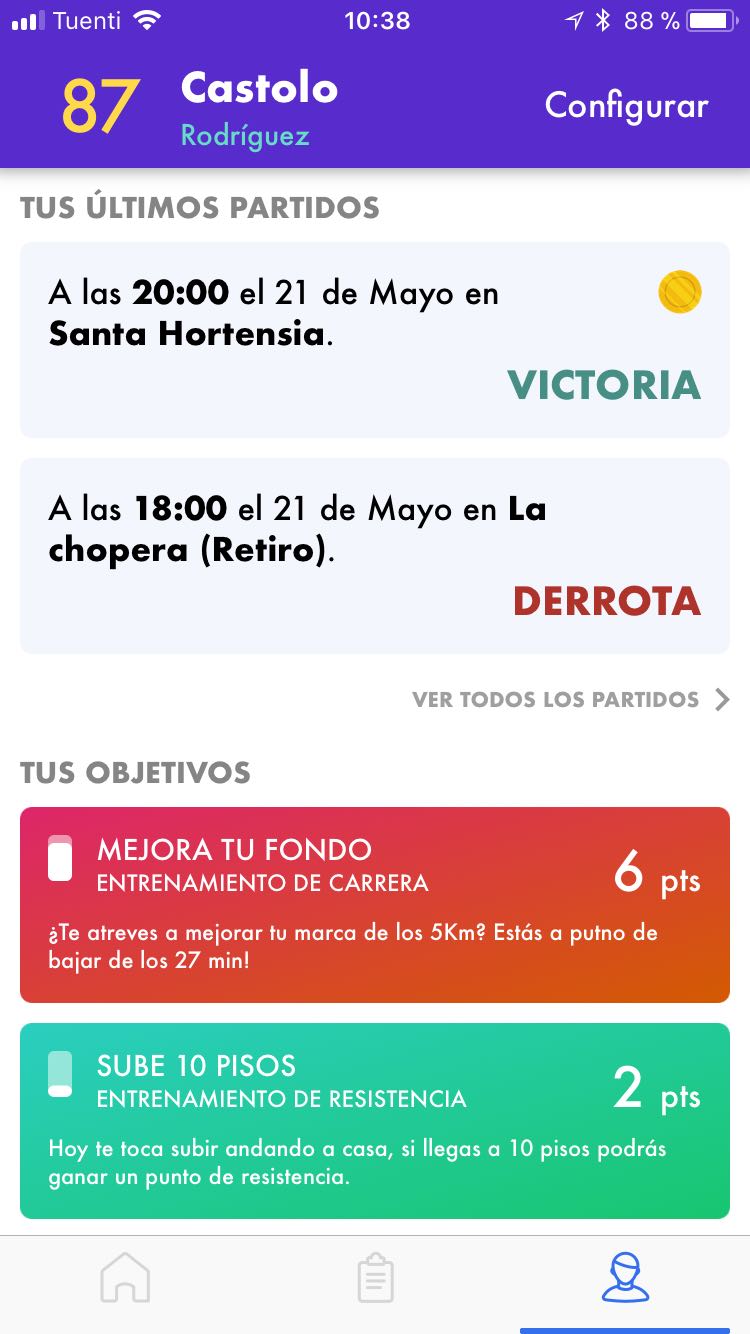 Tuenti 10:38 88 %
87 Castolo Configurar
Rodríguez
TUS ÚLTIMOS PARTIDOS
A las 20:00 el 21 de Mayo en
Santa Hortensia.
VICTORIA
A las 18:00 el 21 de Mayo en La
chopera (Retiro).
DERROTA
VER TODOS LOS PARTIDOS
TUS OBJETIVOS
MEJORA TU FONDO
ENTRENAMIENTO DE CARRERA
6 pts
¿Te atreves a mejorar tu marca de los 5Km? Estás a putno de
bajar de los 27 min!
SUBE 10 PISOS
ENTRENAMIENTO DE RESISTENCIA
2 pts
Hoy te toca subir andando a casa, si llegas a 10 pisos podrás
ganar un punto de resistencia.